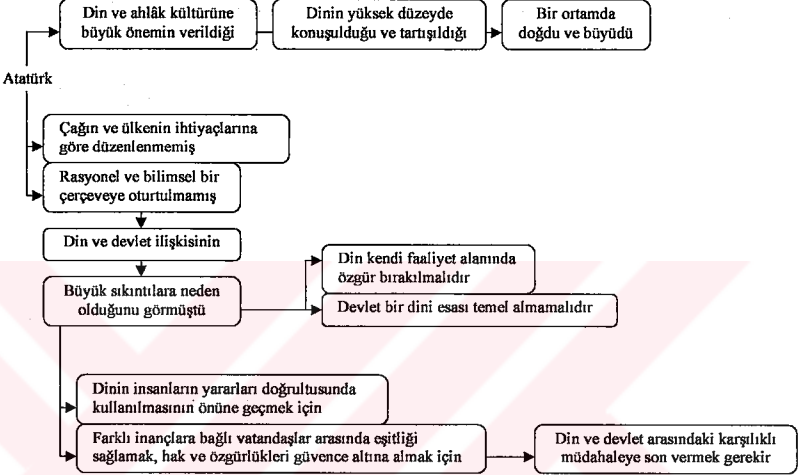 Din ve ahlâk kültürüne
büyük önemin verildiği
Dinin yüksek düzeyde
konuşulduğu ve tartışıldığı
Bir ortamda
doğdu ve büyüdü
Atatürk
Çağın ve ülkenin ihtiyaçlarına
göre düzenlenmemiş
Rasyonel ve bilimsel bir
çerçeveye oturtulmamış
Din ve devlet ilişkisinin
Büyük sıkıntılara neden
olduğunu görmüştü
Din kendi faaliyet alanında
özgür bırakılmalıdır
Devlet bir dini esası temel almamalıdır
Dinin insanların yararları doğrultusunda
kullanılmasının önüne geçmek için
Farklı inançlara bağlı vatandaşlar arasında eşitliği
sağlamak, hak ve özgürlükleri güvence altına almak için
Din ve devlet arasındaki karşılıklı
müdahaleye son vermek gerekir